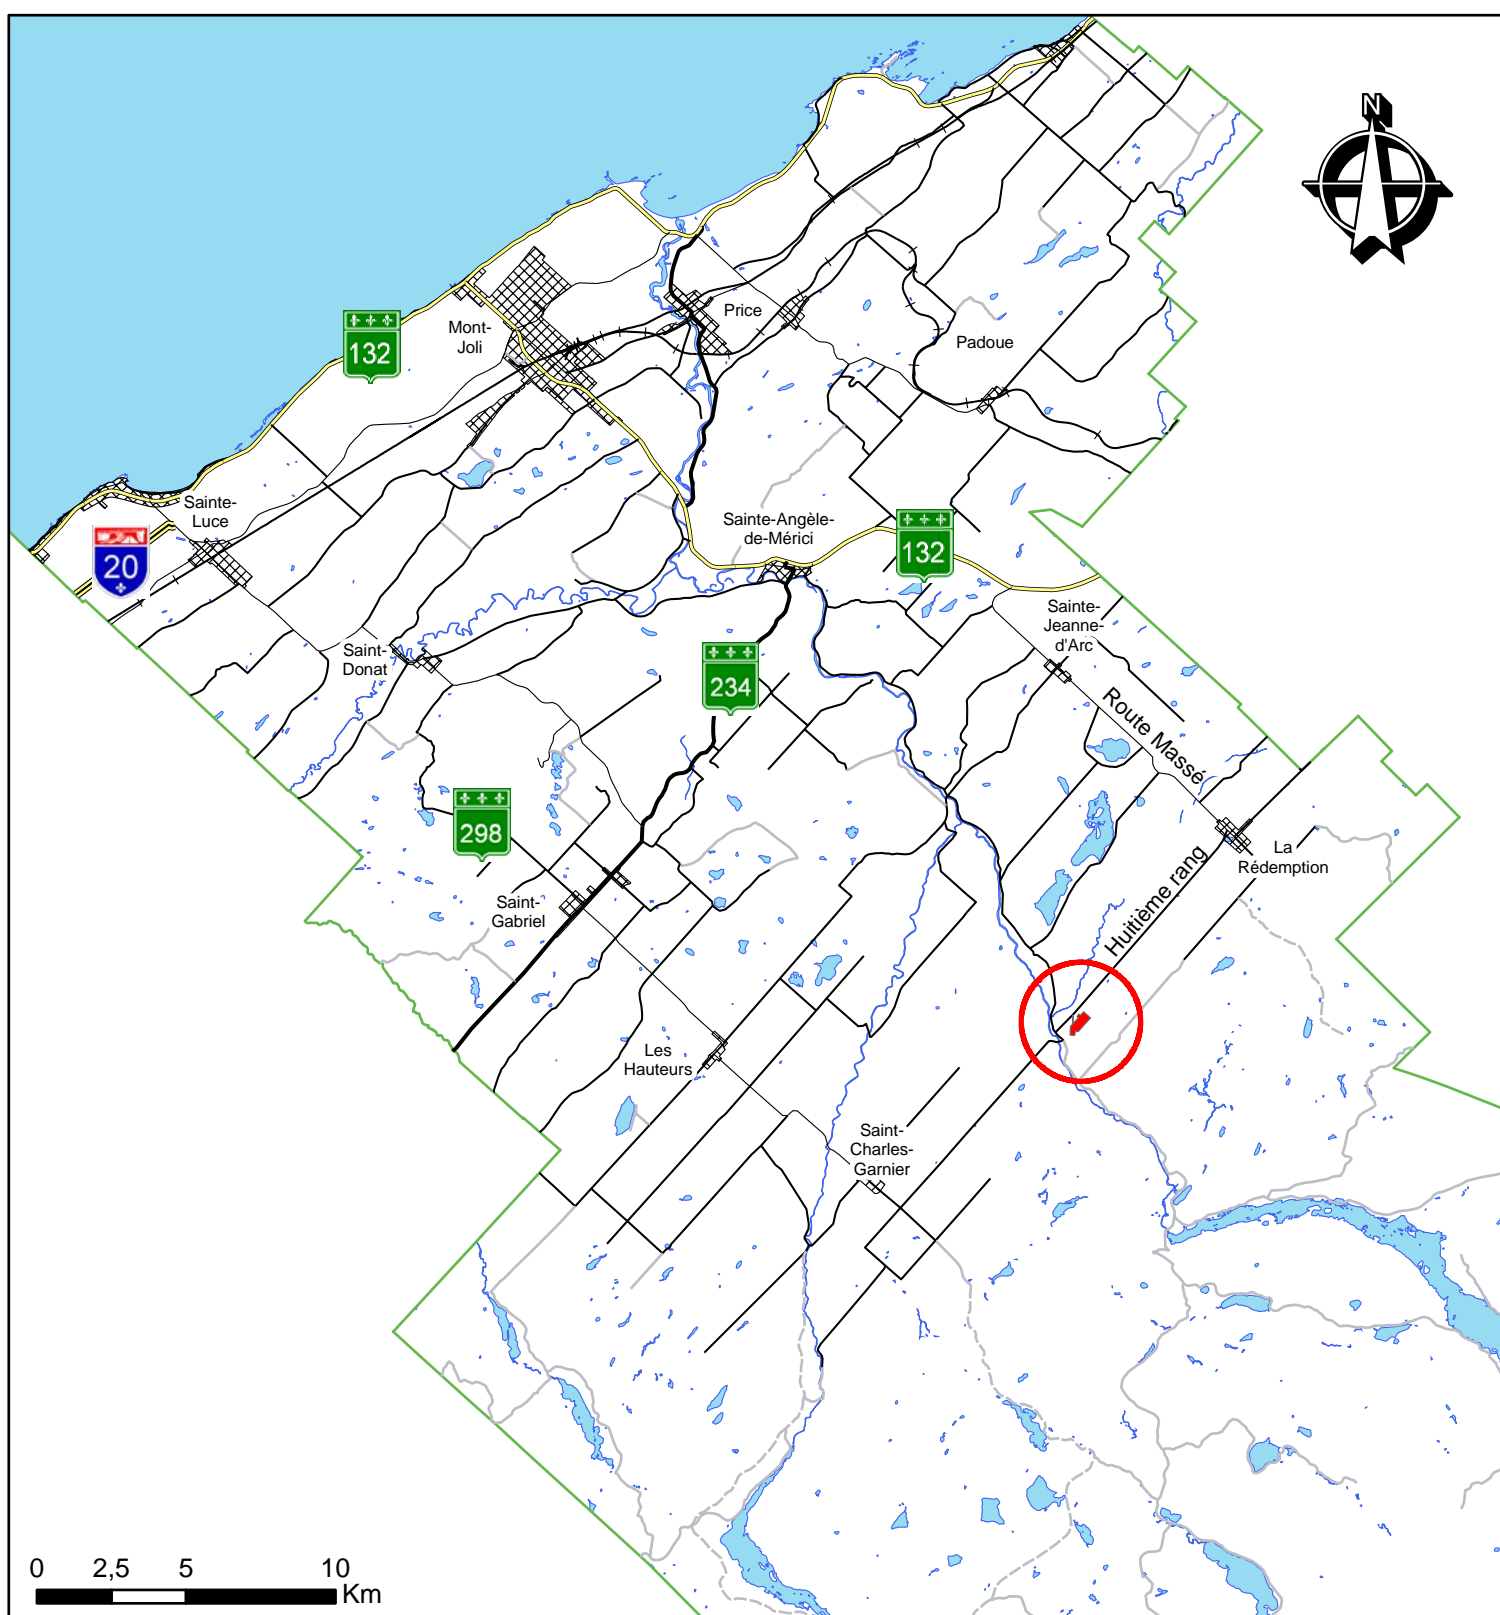 N
Price
Mont-
Joli
132
Padoue
Sainte-
Luce
20
Sainte-Angèle-
de-Mérici
132
Sainte-
Jeanne-
d'Arc
Saint-
Donat
234
Route Massé
298
La
Rédemption
Huitième rang
Saint-
Gabriel
Les
Hauteurs
Saint-
Charles-
Garnier
0 2,5 5 10
Km